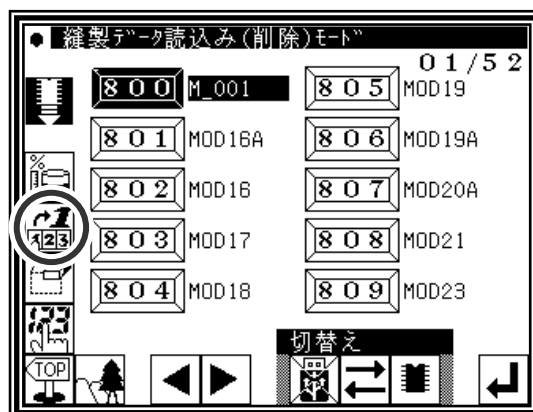 ● 縫製データ読込み(削除)モード
01/52
800 M_001
805 MOD19
801 MOD16A
806 MOD19A
802 MOD16
807 MOD20A
803 MOD17
808 MOD21
804 MOD18
809 MOD23
%
1
123
123
切替え
TOP